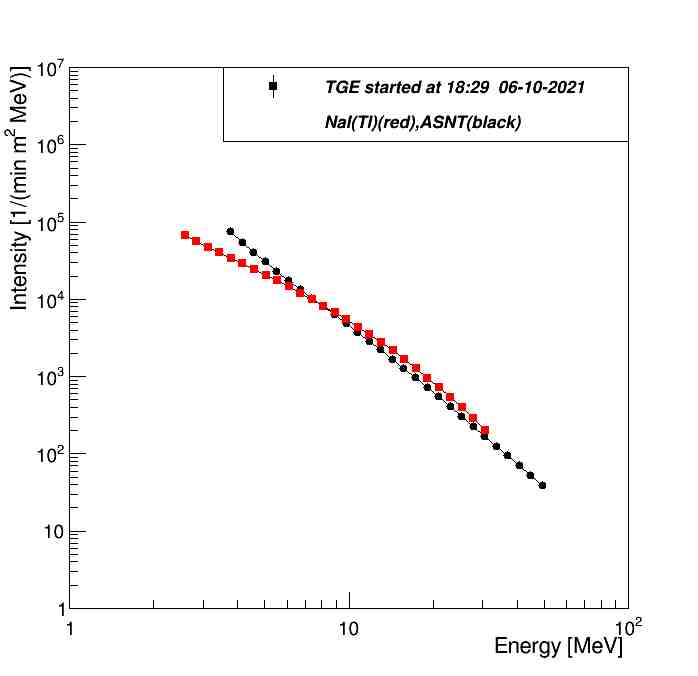 Intensity [1/(min m² MeV)]
10⁷
10⁶
10⁵
10⁴
10³
10²
10
1
TGE started at 18:29 06-10-2021
NaI(Tl)(red),ASNT(black)
1
10
10²
Energy [MeV]